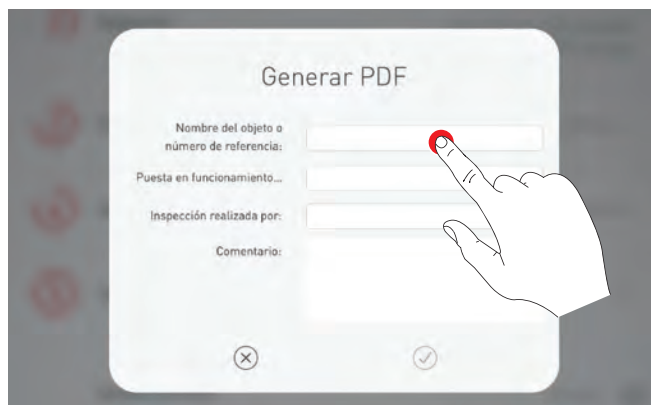 Generar PDF
Nombre del objeto o
número de referencia:
Puesta en funcionamiento...
Inspección realizada por:
Comentario: